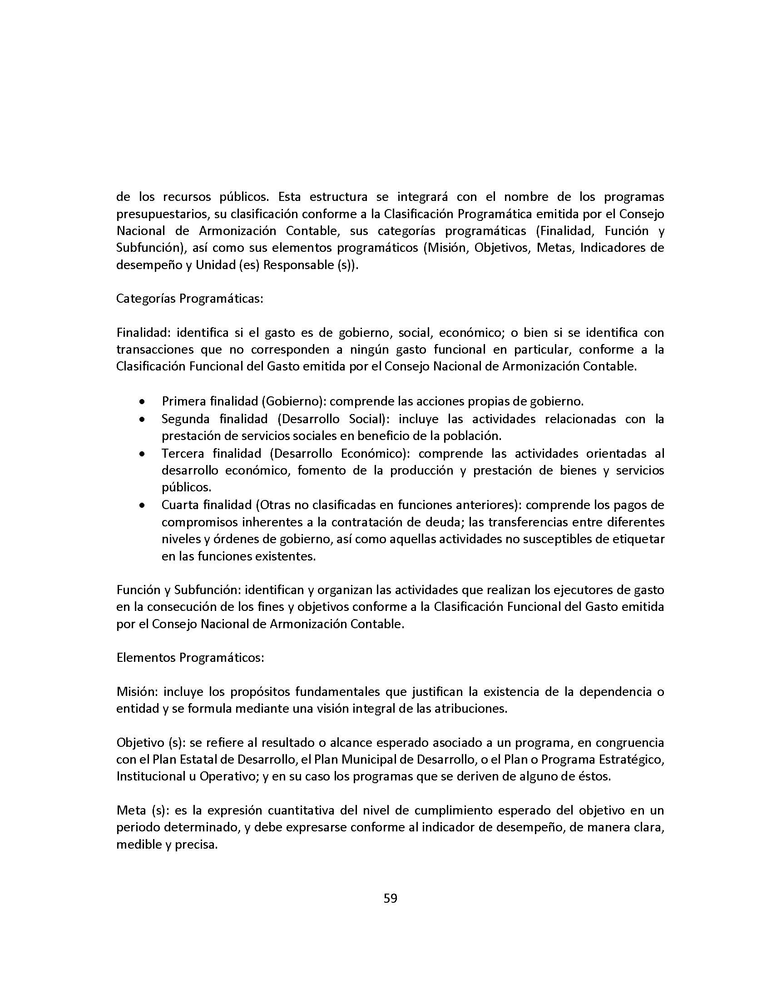 de los recursos públicos. Esta estructura se integrará con el nombre de los programas
presupuestarios, su clasificación conforme a la Clasificación Programática emitida por el Consejo
Nacional de Armonización Contable, sus categorías programáticas (Finalidad, Función y
Subfunción), así como sus elementos programáticos (Misión, Objetivos, Metas, Indicadores de
desempeño y Unidad (es) Responsable (s)).
Categorías Programáticas:
Finalidad: identifica si el gasto es de gobierno, social, económico; o bien si se identifica con
transacciones que no corresponden a ningún gasto funcional en particular, conforme a la
Clasificación Funcional del Gasto emitida por el Consejo Nacional de Armonización Contable.
• Primera finalidad (Gobierno): comprende las acciones propias de gobierno.
• Segunda finalidad (Desarrollo Social): incluye las actividades relacionadas con la
prestación de servicios sociales en beneficio de la población.
• Tercera finalidad (Desarrollo Económico): comprende las actividades orientadas al
desarrollo económico, fomento de la producción y prestación de bienes y servicios
públicos.
• Cuarta finalidad (Otras no clasificadas en funciones anteriores): comprende los pagos de
compromisos inherentes a la contratación de deuda; las transferencias entre diferentes
niveles y órdenes de gobierno, así como aquellas actividades no susceptibles de etiquetar
en las funciones existentes.
Función y Subfunción: identifican y organizan las actividades que realizan los ejecutores de gasto
en la consecución de los fines y objetivos conforme a la Clasificación Funcional del Gasto emitida
por el Consejo Nacional de Armonización Contable.
Elementos Programáticos:
Misión: incluye los propósitos fundamentales que justifican la existencia de la dependencia o
entidad y se formula mediante una visión integral de las atribuciones.
Objetivo (s): se refiere al resultado o alcance esperado asociado a un programa, en congruencia
con el Plan Estatal de Desarrollo, el Plan Municipal de Desarrollo, o el Plan o Programa Estratégico,
Institucional u Operativo; y en su caso los programas que se deriven de alguno de éstos.
Meta (s): es la expresión cuantitativa del nivel de cumplimiento esperado del objetivo en un
periodo determinado, y debe expresarse conforme al indicador de desempeño, de manera clara,
medible y precisa.
59